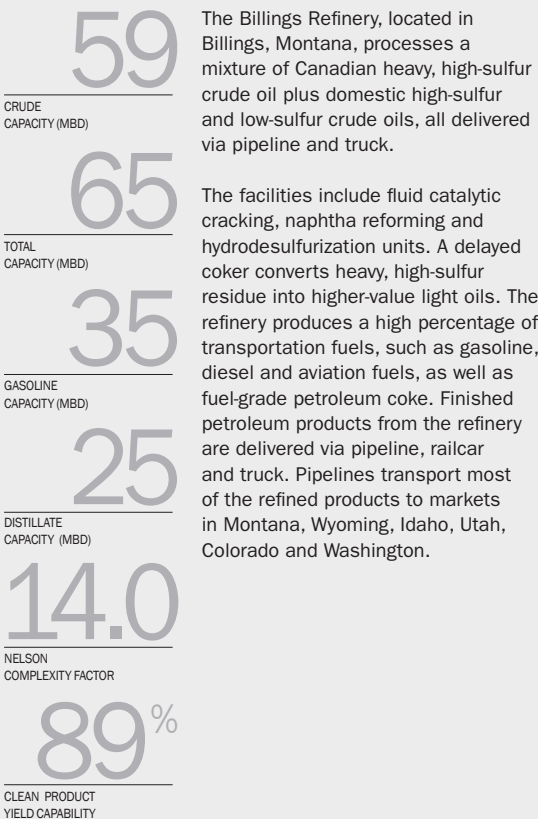 59
CRUDE
CAPACITY (MBD)
65
TOTAL
CAPACITY (MBD)
35
GASOLINE
CAPACITY (MBD)
25
DISTILLATE
CAPACITY (MBD)
14.0
NELSON
COMPLEXITY FACTOR
89%
CLEAN PRODUCT
YIELD CAPABILITY
The Billings Refinery, located in
Billings, Montana, processes a
mixture of Canadian heavy, high-sulfur
crude oil plus domestic high-sulfur
and low-sulfur crude oils, all delivered
via pipeline and truck.
The facilities include fluid catalytic
cracking, naphtha reforming and
hydrodesulfurization units. A delayed
coker converts heavy, high-sulfur
residue into higher-value light oils. The
refinery produces a high percentage of
transportation fuels, such as gasoline,
diesel and aviation fuels, as well as
fuel-grade petroleum coke. Finished
petroleum products from the refinery
are delivered via pipeline, railcar
and truck. Pipelines transport most
of the refined products to markets
in Montana, Wyoming, Idaho, Utah,
Colorado and Washington.